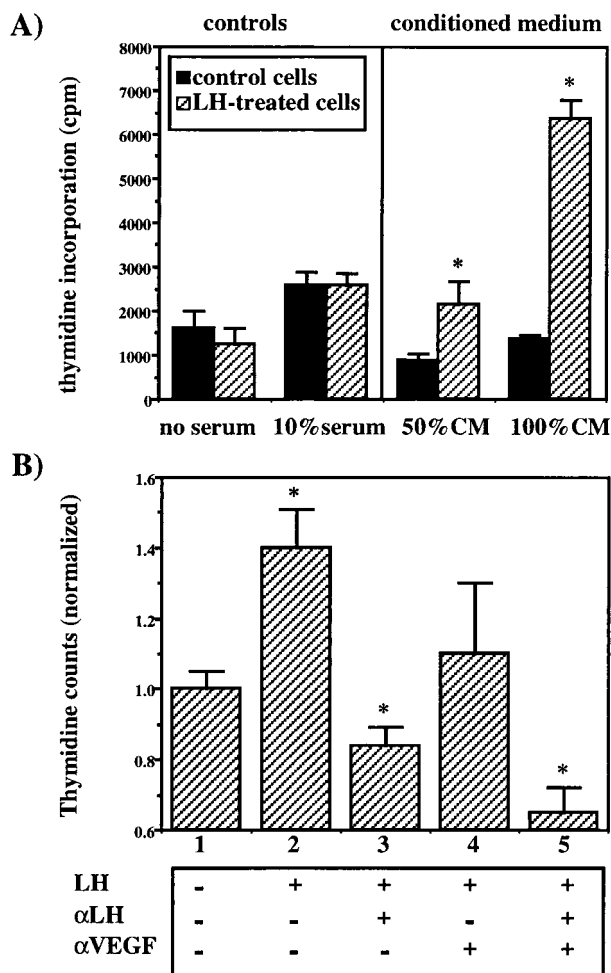 A)
controls
conditioned medium
thymidine incorporation (cpm)
8000
7000
6000
5000
4000
3000
2000
1000
0
control cells
LH-treated cells
*
*
no serum
10%serum
50%CM
100%CM
B)
Thymidine counts (normalized)
1.6
1.4
1.2
1.0
0.8
0.6
*
*
*
1 2 3 4 5
LH - + + + +
αLH - - + - +
αVEGF - - - + +